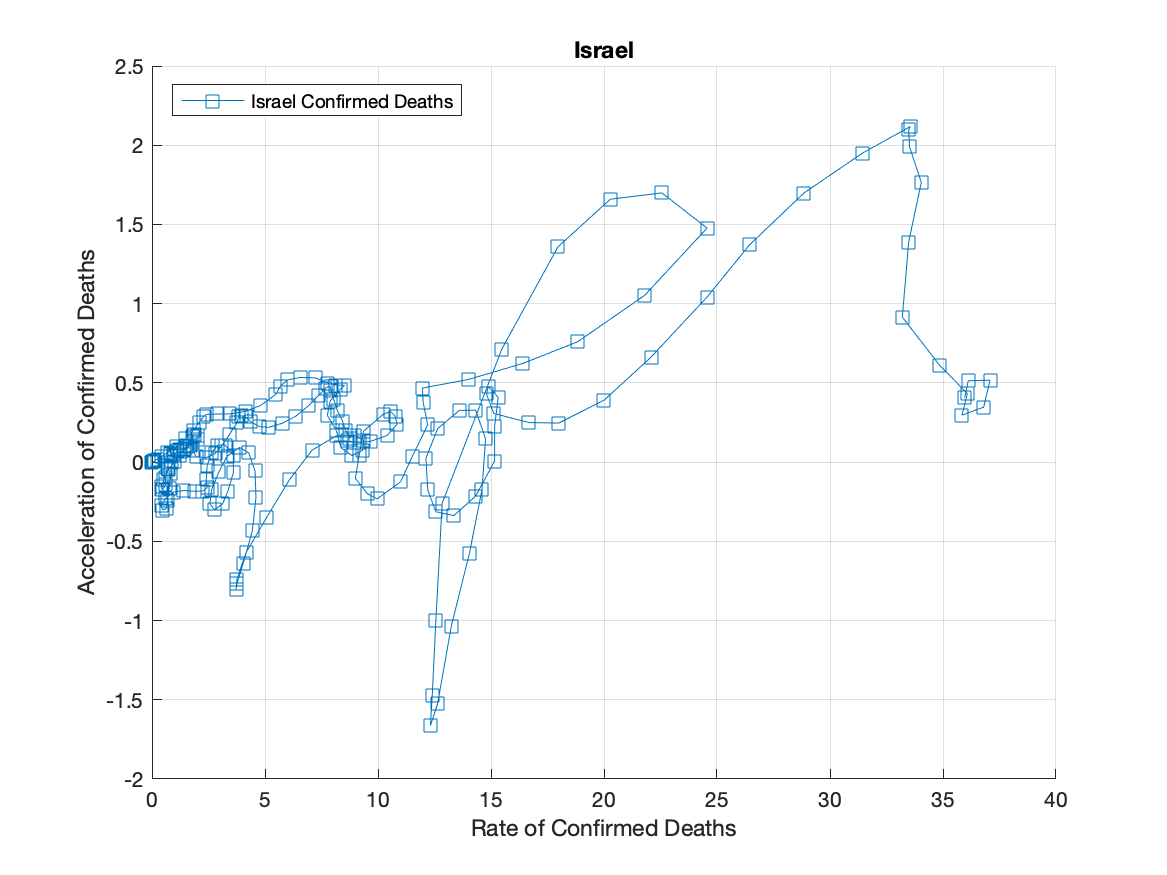 Israel
Israel Confirmed Deaths
2.5
2
1.5
1
0.5
0
-0.5
-1
-1.5
-2
Acceleration of Confirmed Deaths
0 5 10 15 20 25 30 35 40
Rate of Confirmed Deaths